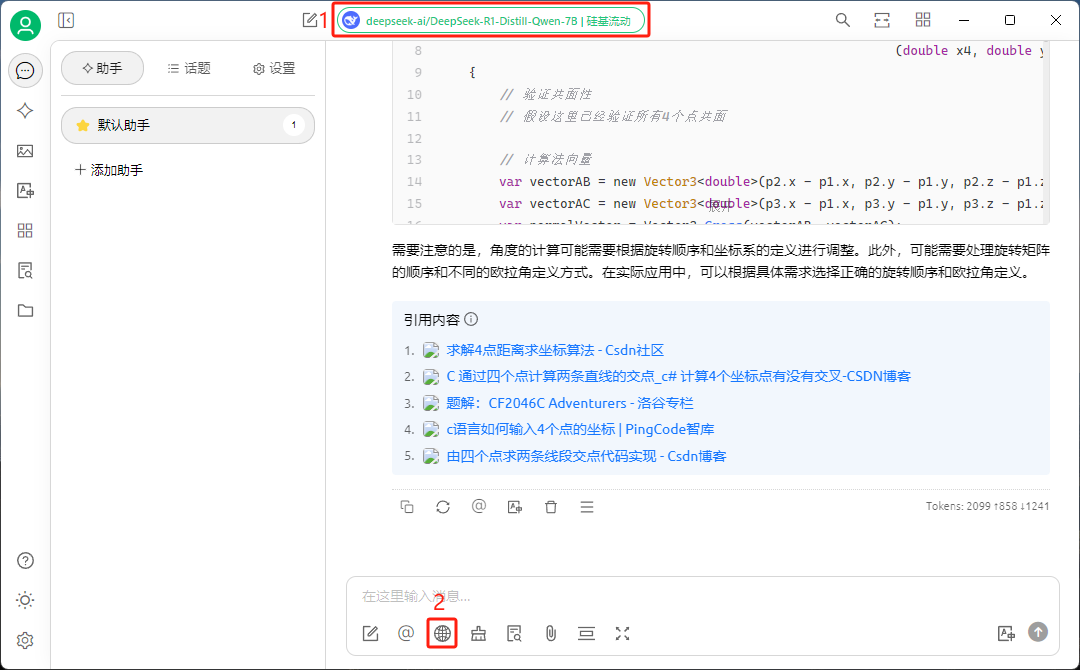 1
deepseek-ai/DeepSeek-R1-Distill-Qwen-7B | 硅基流动
助手
话题
设置
默认助手
1
添加助手
8 (double x4, double y
9 {
10 // 验证共面性
11 // 假设这里已经验证所有4个点共面
12
13 // 计算法向量
14 var vectorAB = new Vector3<double>(p2.x - p1.x, p2.y - p1.y, p2.z - p1.z
15 var vectorAC = new Vector3<double>(p3.x - p1.x, p3.y - p1.y, p3.z - p1.z
展开
需要注意的是，角度的计算可能需要根据旋转顺序和坐标系的定义进行调整。此外，可能需要处理旋转矩阵
的顺序和不同的欧拉角定义方式。在实际应用中，可以根据具体需求选择正确的旋转顺序和欧拉角定义。
引用内容
1. 求解4点距离求坐标算法 - Csdn社区
2. C 通过四个点计算两条直线的交点_c# 计算4个坐标点有没有交叉-CSDN博客
3. 题解：CF2046C Adventurers - 洛谷专栏
4. c语言如何输入4个点的坐标 | PingCode智库
5. 由四个点求两条线段交点代码实现 - Csdn博客
Tokens: 2099 ↑858 ↓1241
在这里输入消息...
2